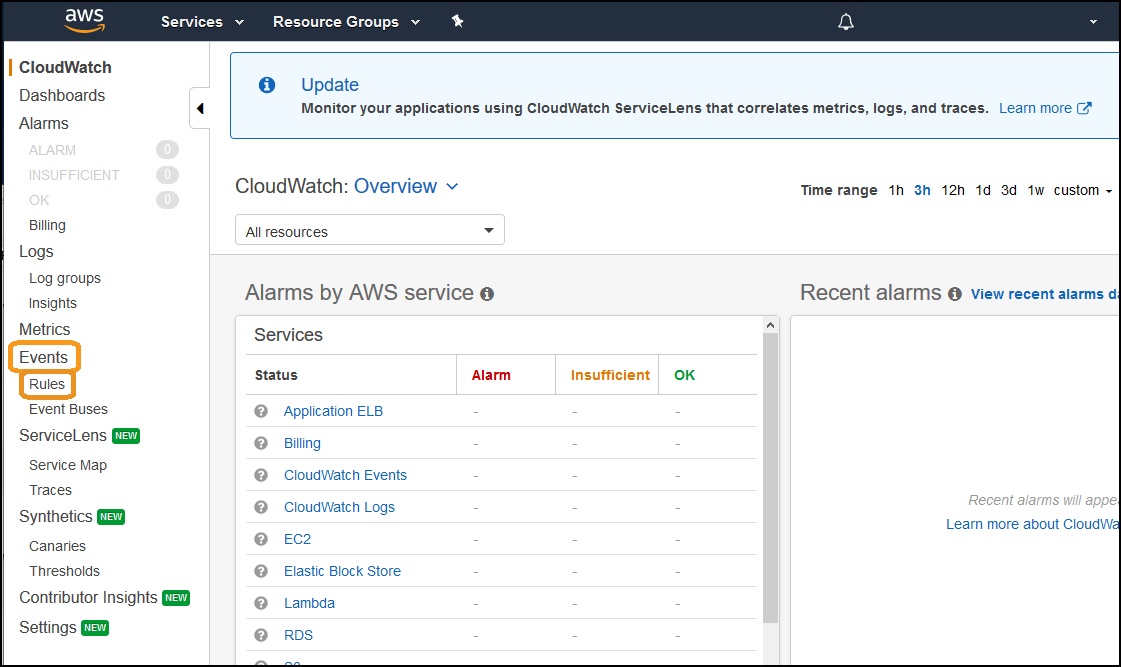 aws
Services
Resource Groups
CloudWatch
Dashboards
Alarms
ALARM 0
INSUFFICIENT 0
OK 0
Billing
Logs
Log groups
Insights
Metrics
Events
Rules
Event Buses
ServiceLens NEW
Service Map
Traces
Synthetics NEW
Canaries
Thresholds
Contributor Insights NEW
Settings NEW
Update
Monitor your applications using CloudWatch ServiceLens that correlates metrics, logs, and traces. Learn more
CloudWatch: Overview
Time range 1h 3h 12h 1d 3d 1w custom
All resources
Alarms by AWS service
Services
Status Alarm Insufficient OK
Application ELB - - -
Billing - - -
CloudWatch Events - - -
CloudWatch Logs - - -
EC2 - - -
Elastic Block Store - - -
Lambda - - -
RDS - - -
Recent alarms View recent alarms da
Recent alarms will appea
Learn more about CloudWa